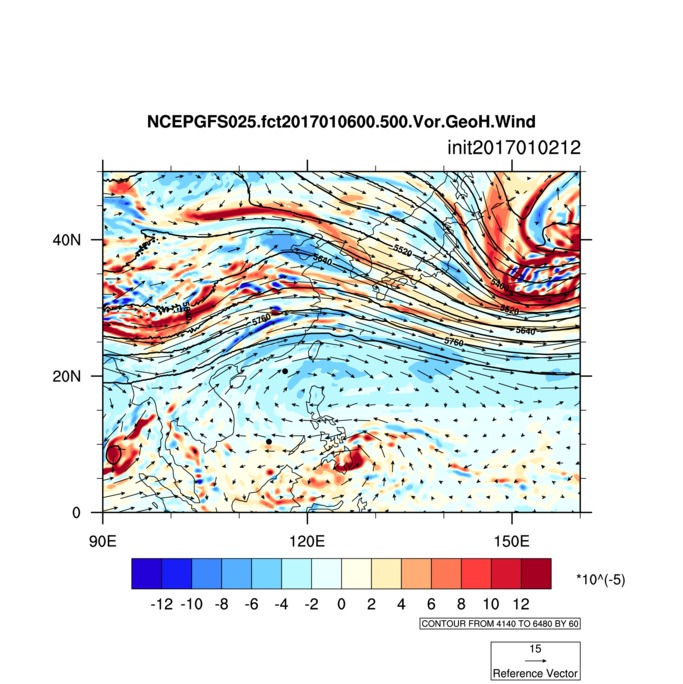 NCEPGFS025.fct2017010600.500.Vor.GeoH.Wind
init2017010212
40N
20N
0
90E 120E 150E
5520
5640
5400
5520
5640
5760
5760
-12 -10 -8 -6 -4 -2 0 2 4 6 8 10 12
*10^(-5)
CONTOUR FROM 4140 TO 6480 BY 60
15
Reference Vector